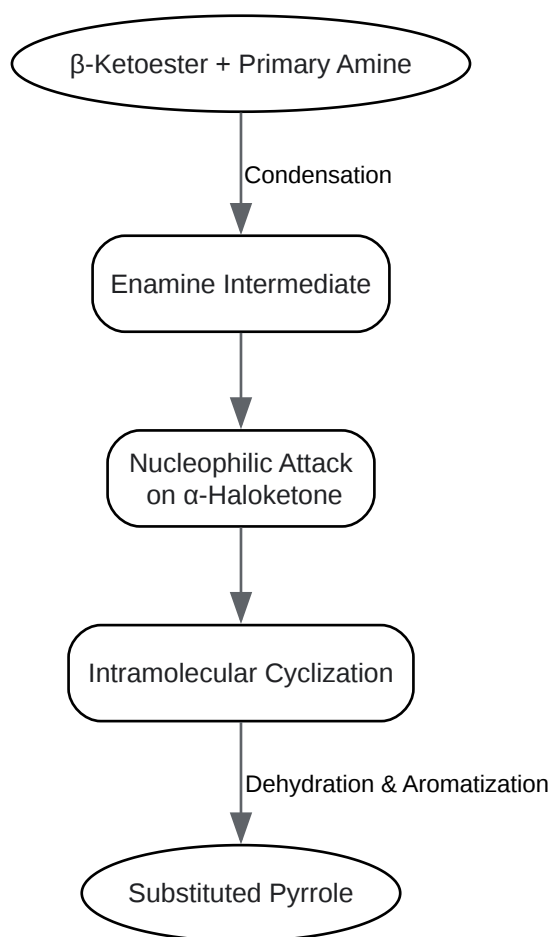 β-Ketoester + Primary Amine
Condensation
Enamine Intermediate
Nucleophilic Attack
on α-Haloketone
Intramolecular Cyclization
Dehydration & Aromatization
Substituted Pyrrole